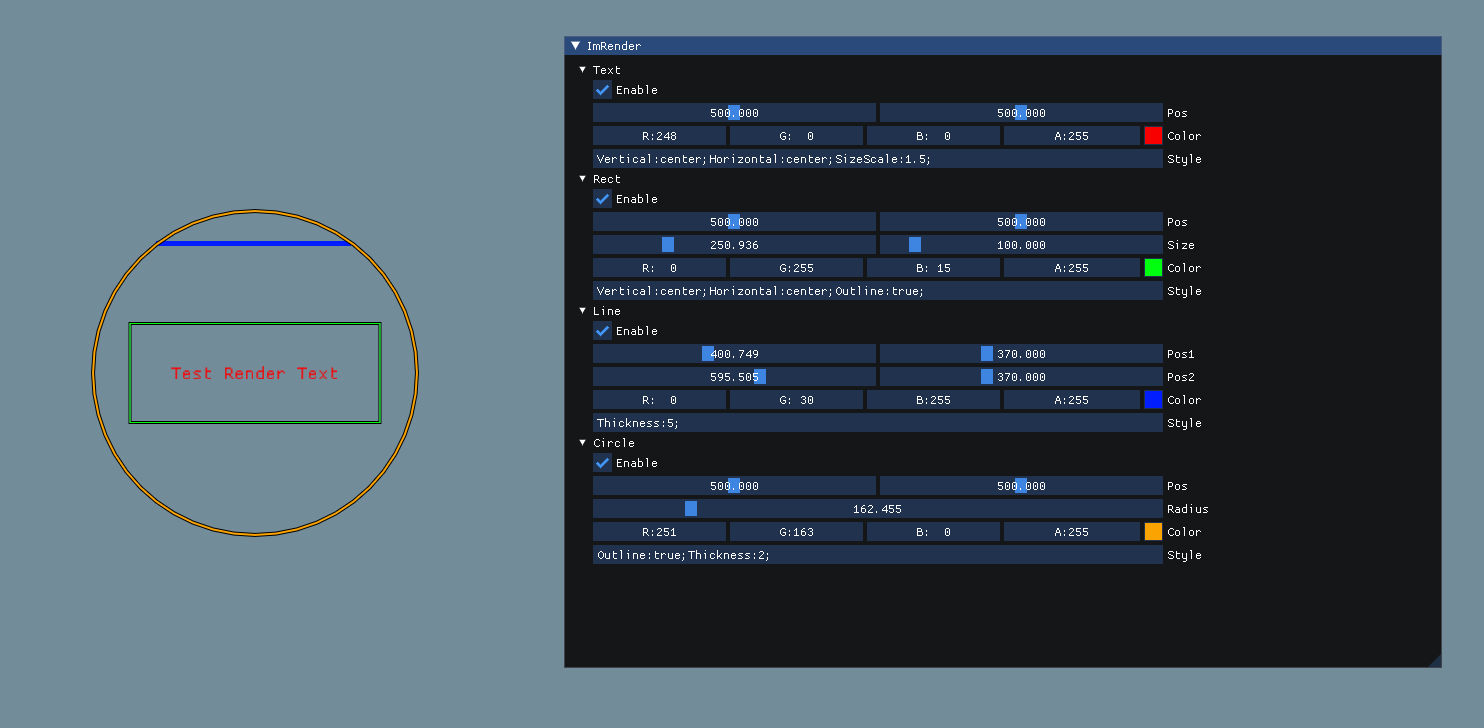 Test Render Text
ImRender
Text
Enable
500.000 500.000 Pos
R:248 G: 0 B: 0 A:255 Color
Vertical:center;Horizontal:center;SizeScale:1.5; Style
Rect
Enable
500.000 500.000 Pos
250.936 100.000 Size
R: 0 G:255 B: 15 A:255 Color
Vertical:center;Horizontal:center;Outline:true; Style
Line
Enable
400.749 370.000 Pos1
595.505 370.000 Pos2
R: 0 G: 30 B:255 A:255 Color
Thickness:5; Style
Circle
Enable
500.000 500.000 Pos
162.455 Radius
R:251 G:163 B: 0 A:255 Color
Outline:true;Thickness:2; Style